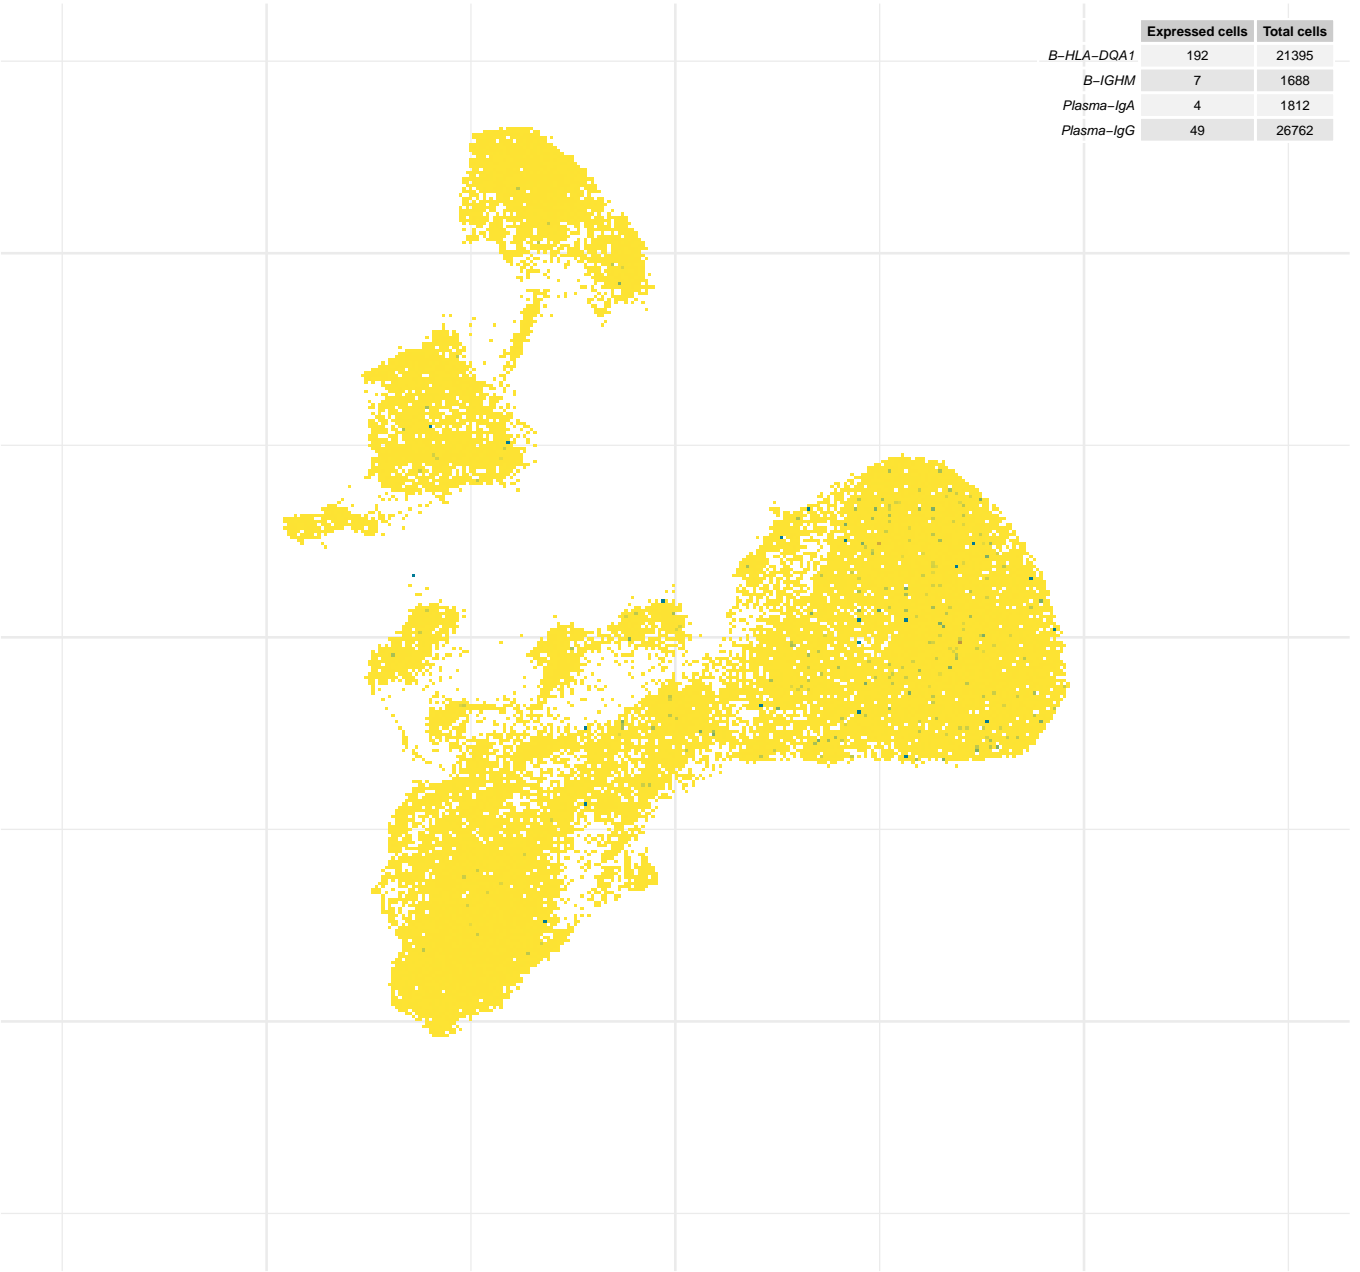 Expressed cells Total cells
B−HLA−DQA1 192 21395
B−IGHM 7 1688
Plasma−IgA 4 1812
Plasma−IgG 49 26762